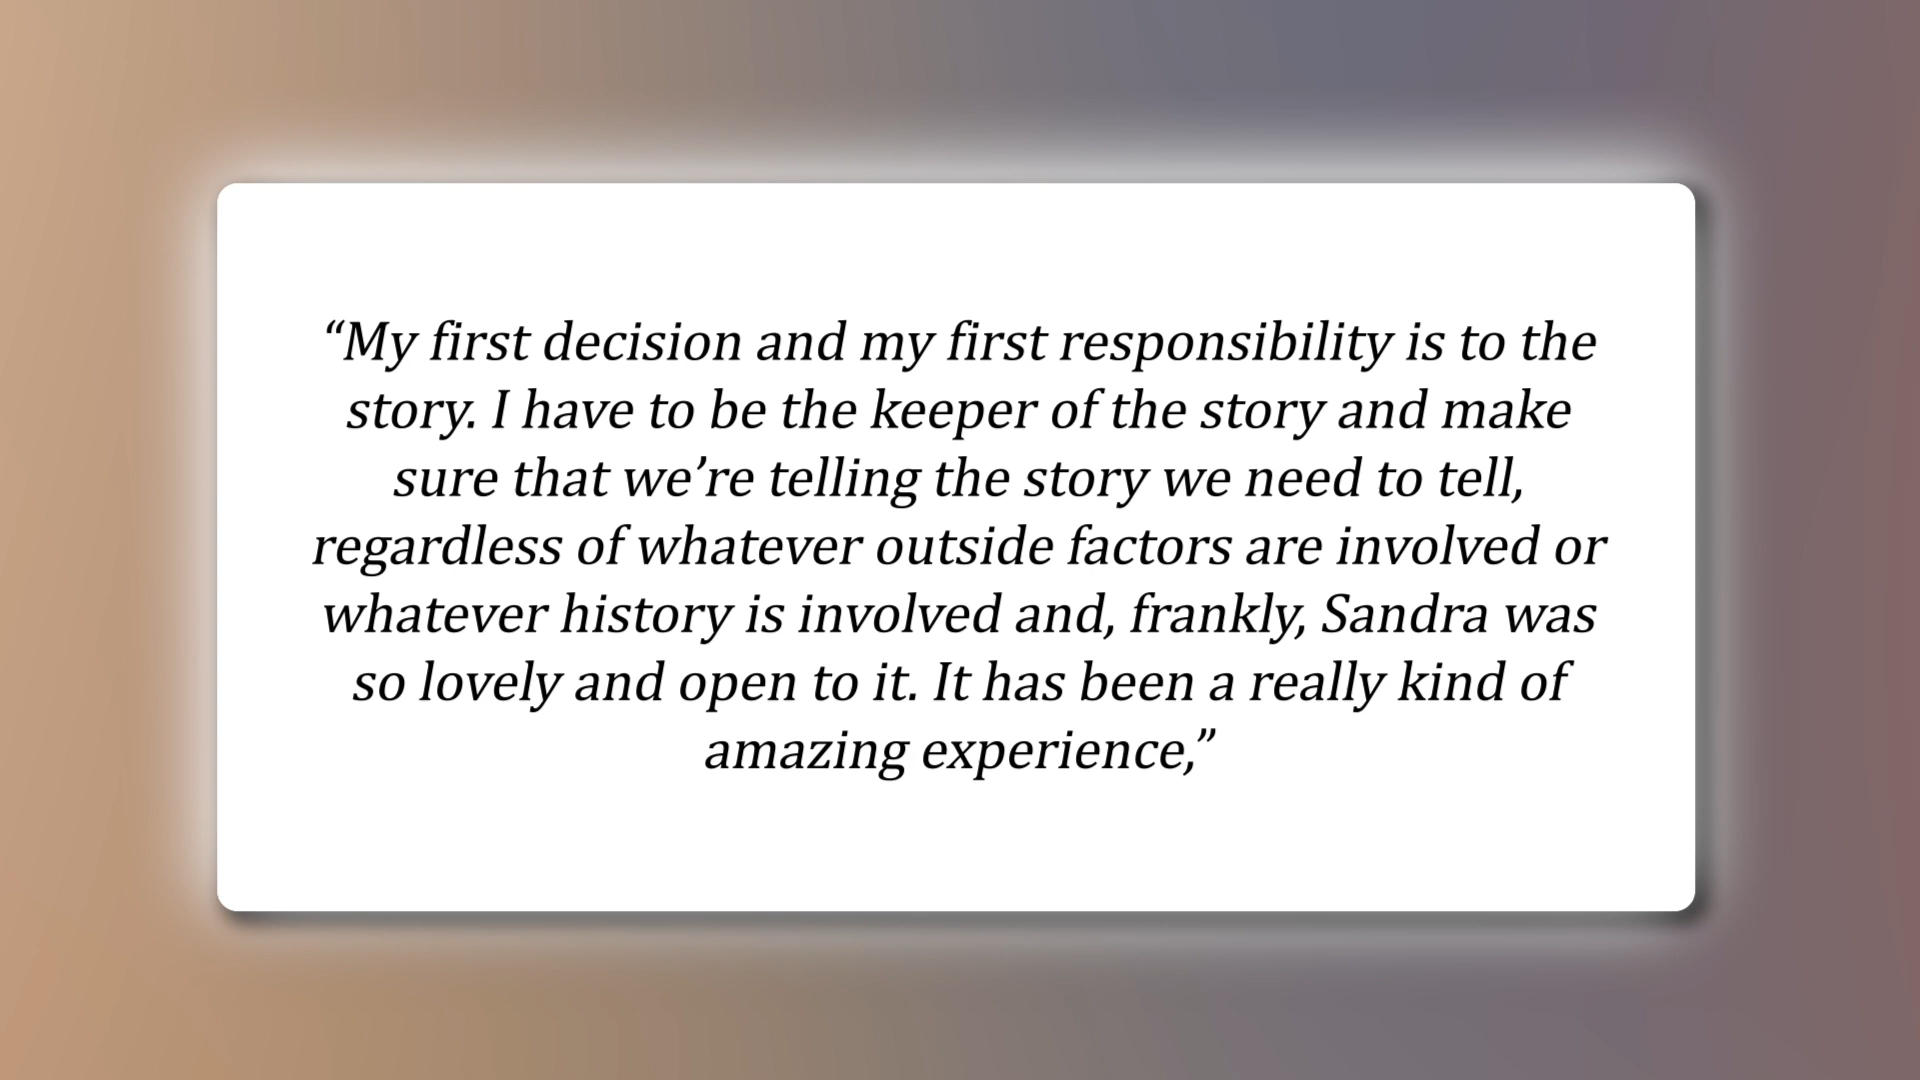 “My first decision and my first responsibility is to the
story. I have to be the keeper of the story and make
sure that we’re telling the story we need to tell,
regardless of whatever outside factors are involved or
whatever history is involved and, frankly, Sandra was
so lovely and open to it. It has been a really kind of
amazing experience,”